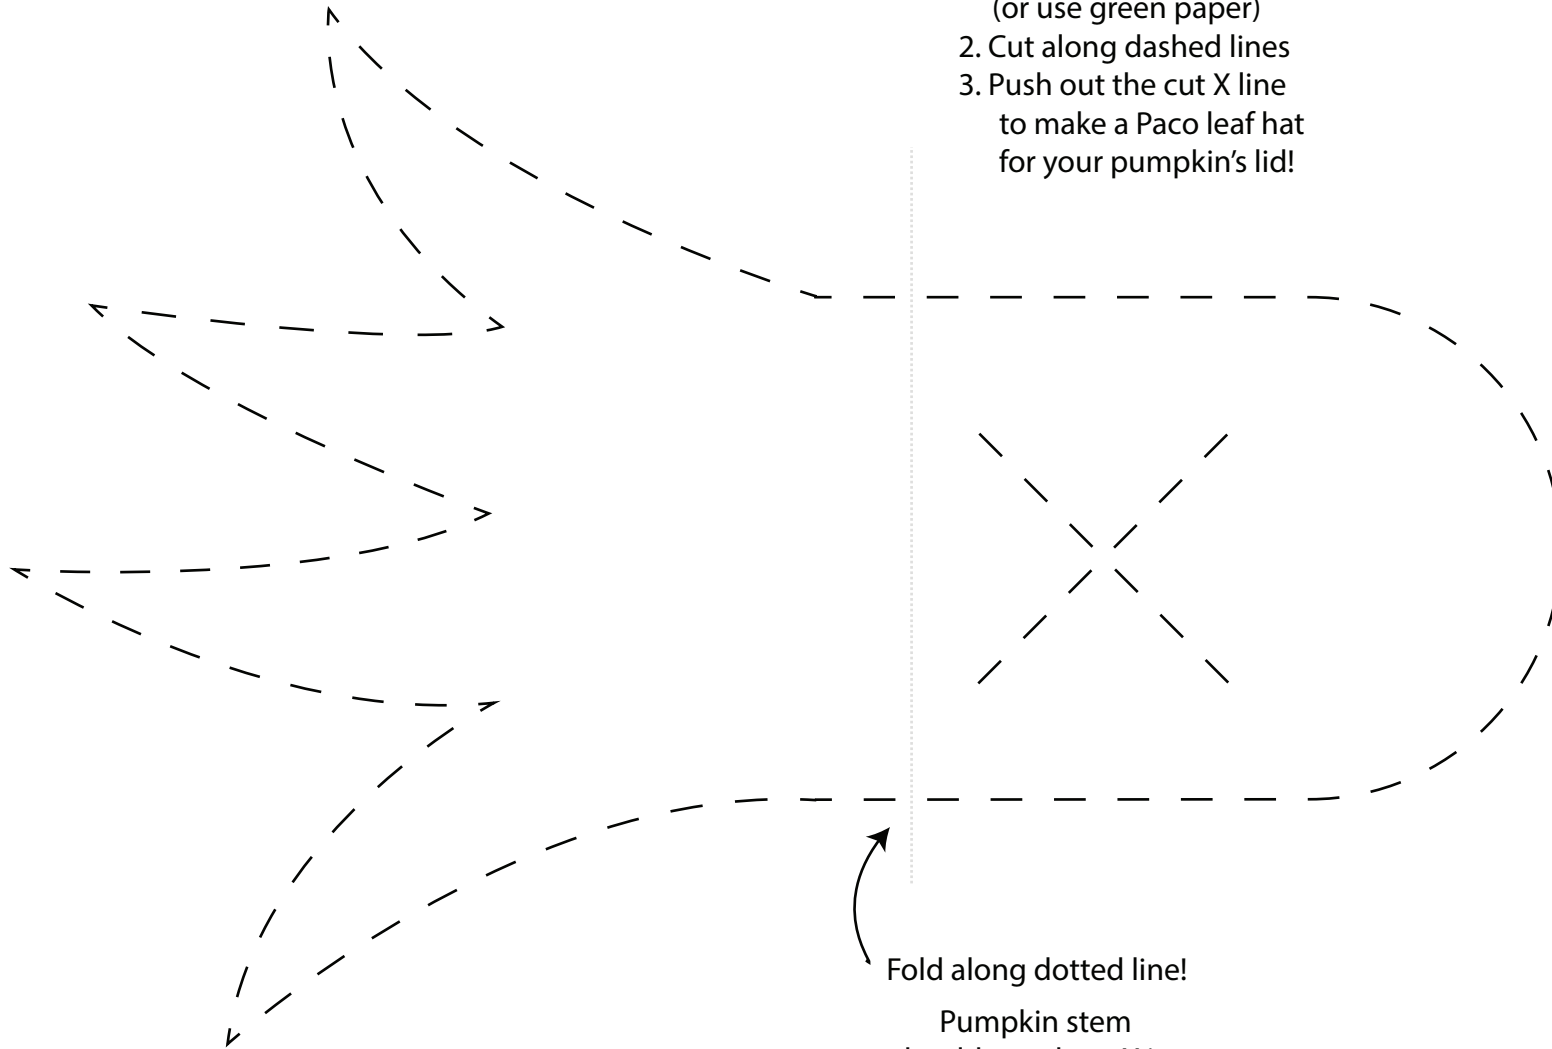 (or use green paper)
2. Cut along dashed lines
3. Push out the cut X line
to make a Paco leaf hat
for your pumpkin's lid!
Fold along dotted line!
Pumpkin stem